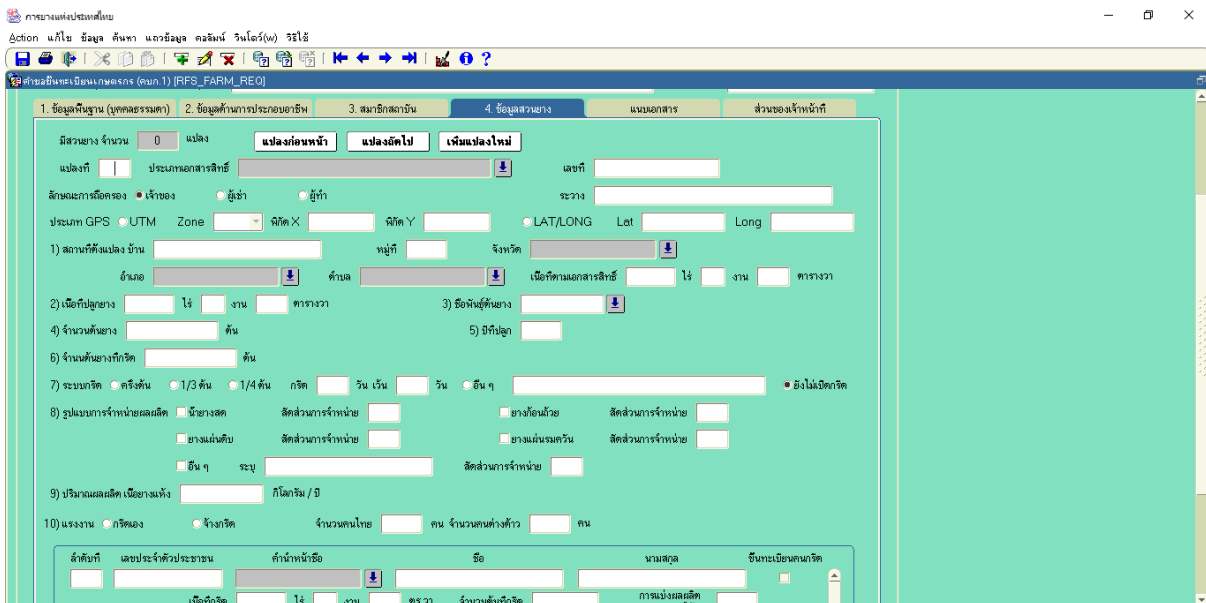 การยางแห่งประเทศไทย
Action แก้ไข ข้อมูล ค้นหา แถวข้อมูล คอลัมน์ วินโดว์(w) วิธีใช้
คำขอขึ้นทะเบียนเกษตรกร (คบก.1) [RFS_FARM_REQ]
1. ข้อมูลพื้นฐาน (บุคคลธรรมดา) 2. ข้อมูลด้านการประกอบอาชีพ 3. สมาชิกสถาบัน 4. ข้อมูลสวนยาง แนบเอกสาร ส่วนของเจ้าหน้าที่
มีสวนยาง จำนวน 0 แปลง แปลงก่อนหน้า แปลงถัดไป เพิ่มแปลงใหม่
แปลงที่ ประเภทเอกสารสิทธิ์ เลขที่
ลักษณะการถือครอง เจ้าของ ผู้เช่า ผู้ทำ ระวาง
ประเภท GPS UTM Zone พิกัด X พิกัด Y LAT/LONG Lat Long
1) สถานที่ตั้งแปลง บ้าน หมู่ที่ จังหวัด
อำเภอ ตำบล เนื้อที่ตามเอกสารสิทธิ์ ไร่ งาน ตารางวา
2) เนื้อที่ปลูกยาง ไร่ งาน ตารางวา 3) ชื่อพันธุ์ต้นยาง
4) จำนวนต้นยาง ต้น 5) ปีที่ปลูก
6) จำนนต้นยางที่กรีด ต้น
7) ระบบกรีด ครึ่งต้น 1/3 ต้น 1/4 ต้น กรีด วัน เว้น วัน อื่น ๆ ยังไม่เปิดกรีด
8) รูปแบบการจำหน่ายผลผลิต น้ำยางสด สัดส่วนการจำหน่าย ยางก้อนถ้วย สัดส่วนการจำหน่าย
ยางแผ่นดิบ สัดส่วนการจำหน่าย ยางแผ่นรมควัน สัดส่วนการจำหน่าย
อื่น ๆ ระบุ สัดส่วนการจำหน่าย
9) ปริมาณผลผลิต เนื้อยางแห้ง กิโลกรัม / ปี
10) แรงงาน กรีดเอง จ้างกรีด จำนวนคนไทย คน จำนวนคนต่างด้าว คน
ลำดับที่ เลขประจำตัวประชาชน คำนำหน้าชื่อ ชื่อ นามสกุล ขึ้นทะเบียนคนกรีด
เนื้อที่กรีด ไร่ งาน ตร.วา จำนวนต้นที่กรีด การแบ่งผลผลิต